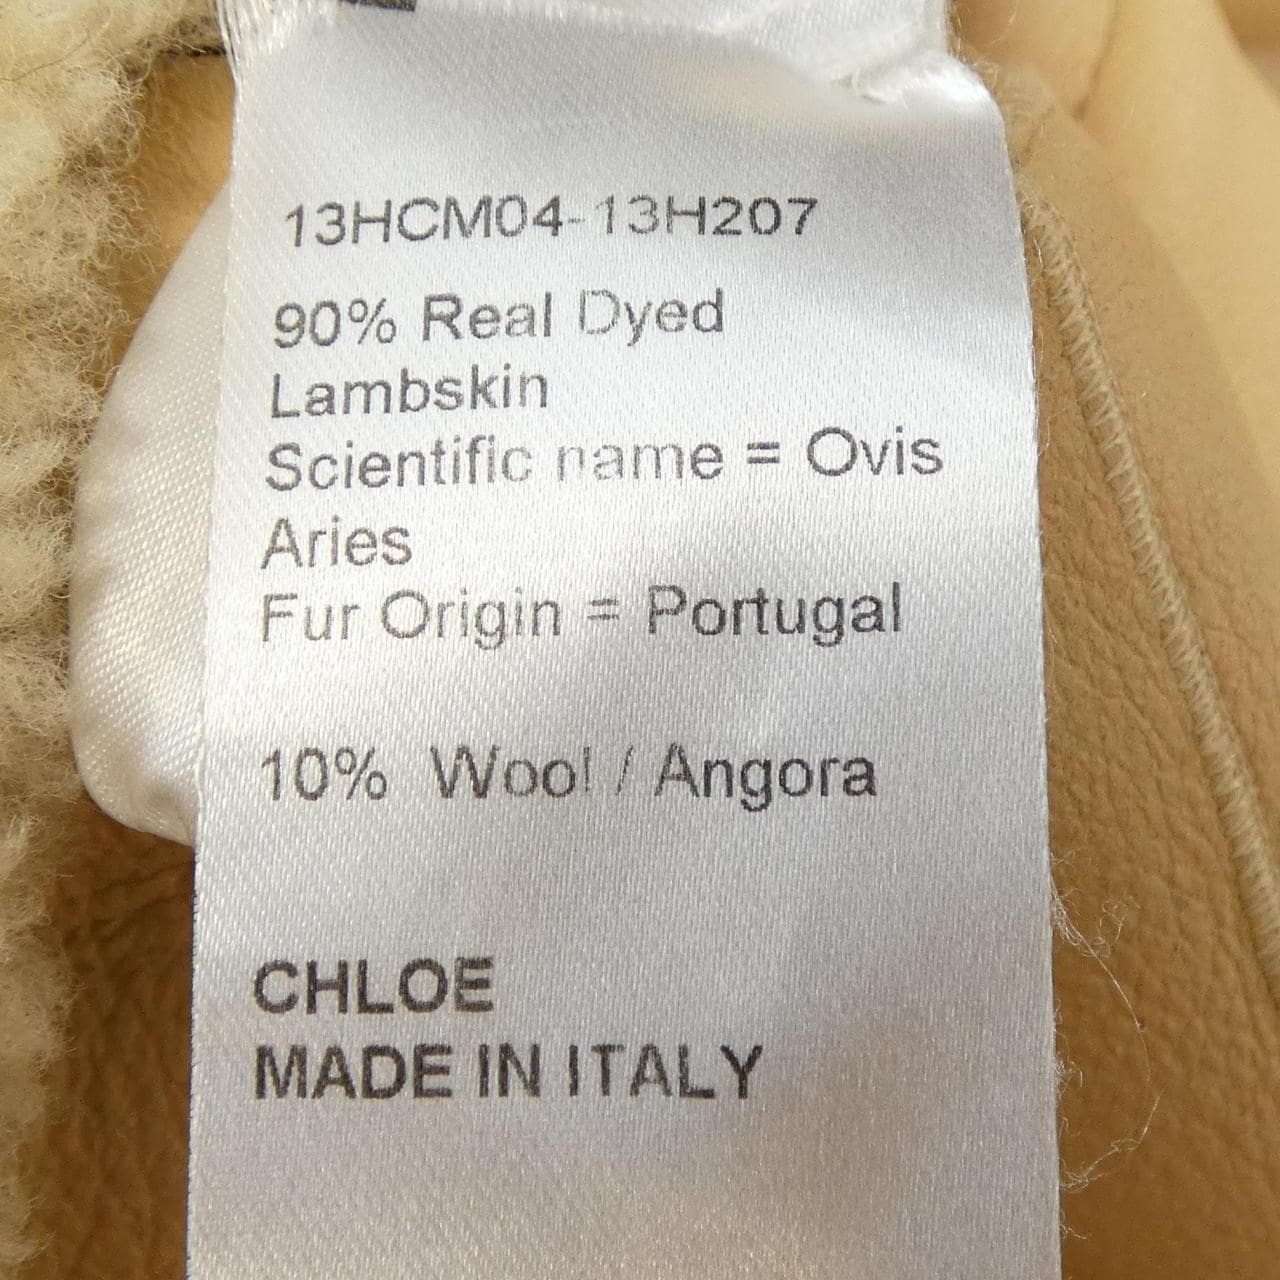 13HCM04-13H207
90% Real Dyed
Lambskin
Scientific name = Ovis
Aries
Fur Origin = Portugal
10% Wool / Angora
CHLOE
MADE IN ITALY